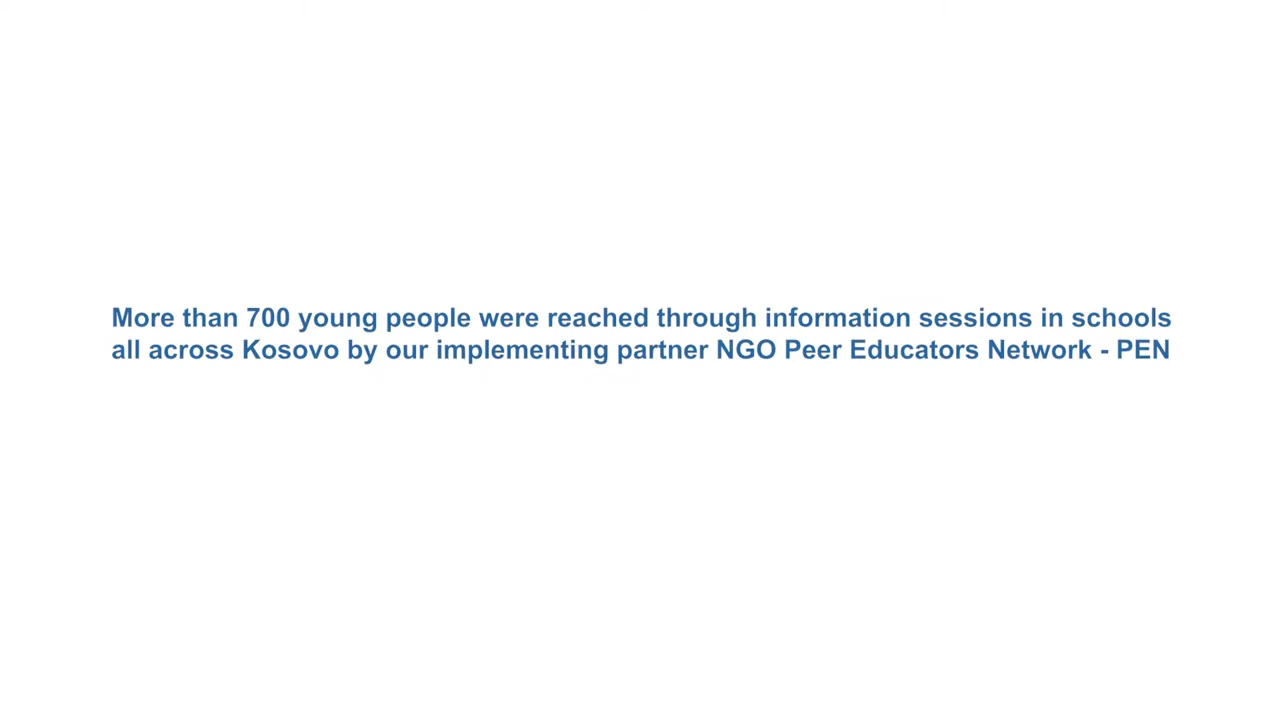 More than 700 young people were reached through information sessions in schools
all across Kosovo by our implementing partner NGO Peer Educators Network - PEN